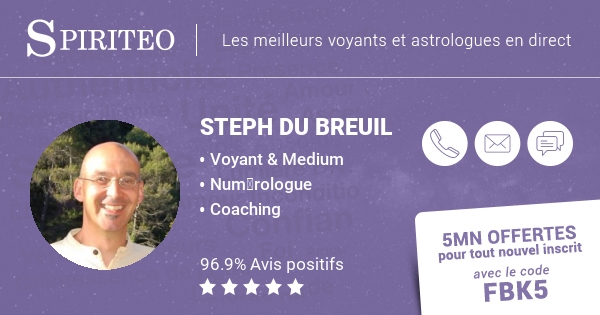 SPIRITEO
Les meilleurs voyants et astrologues en direct
STEPH DU BREUIL
• Voyant & Medium
• Num▯rologue
• Coaching
96.9% Avis positifs
5MN OFFERTES
pour tout nouvel inscrit
avec le code
FBK5